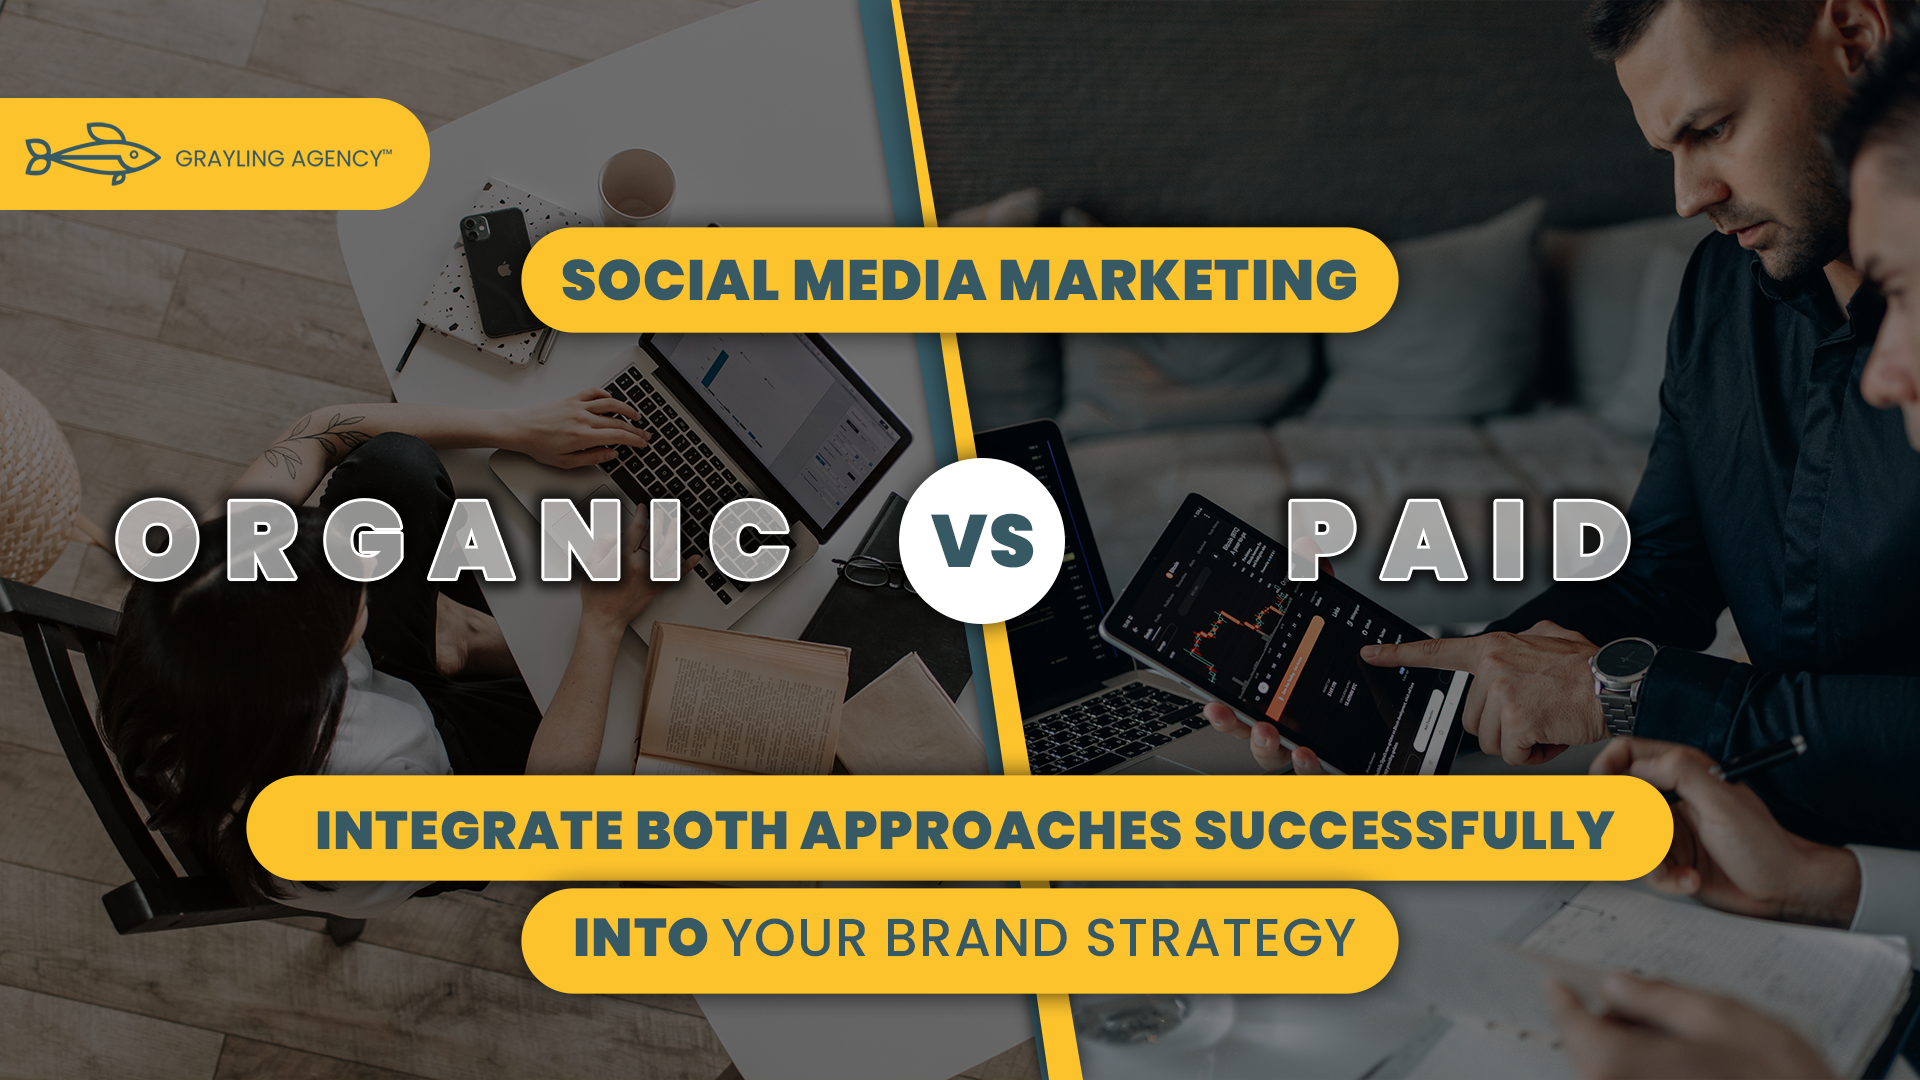 GRAYLING AGENCY™
SOCIAL MEDIA MARKETING
ORGANIC
VS
PAID
INTEGRATE BOTH APPROACHES SUCCESSFULLY
INTO YOUR BRAND STRATEGY